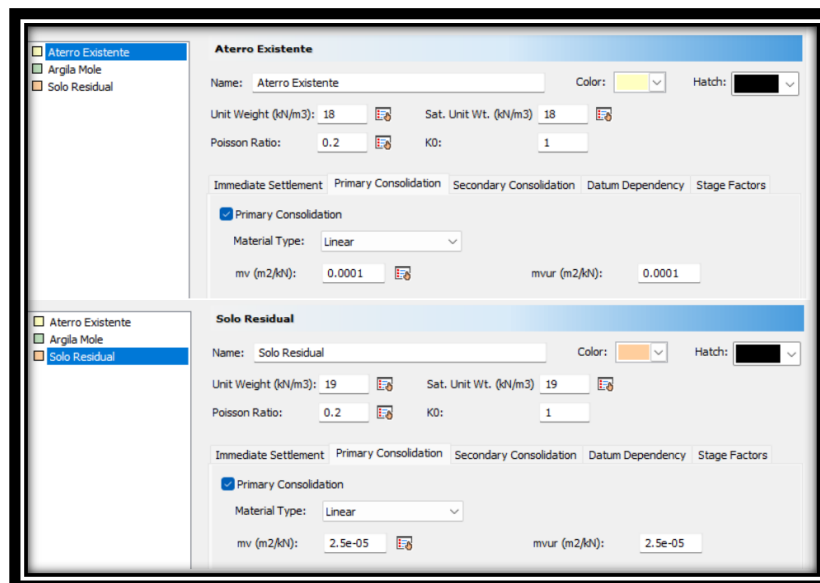 Aterro Existente
Argila Mole
Solo Residual
Aterro Existente
Name: Aterro Existente Color: Hatch:
Unit Weight (kN/m3): 18 Sat. Unit Wt. (kN/m3) 18
Poisson Ratio: 0.2 K0: 1
Immediate Settlement Primary Consolidation Secondary Consolidation Datum Dependency Stage Factors
Primary Consolidation
Material Type: Linear
mv (m2/kN): 0.0001 mvur (m2/kN): 0.0001
Aterro Existente
Argila Mole
Solo Residual
Solo Residual
Name: Solo Residual Color: Hatch:
Unit Weight (kN/m3): 19 Sat. Unit Wt. (kN/m3) 19
Poisson Ratio: 0.2 K0: 1
Immediate Settlement Primary Consolidation Secondary Consolidation Datum Dependency Stage Factors
Primary Consolidation
Material Type: Linear
mv (m2/kN): 2.5e-05 mvur (m2/kN): 2.5e-05